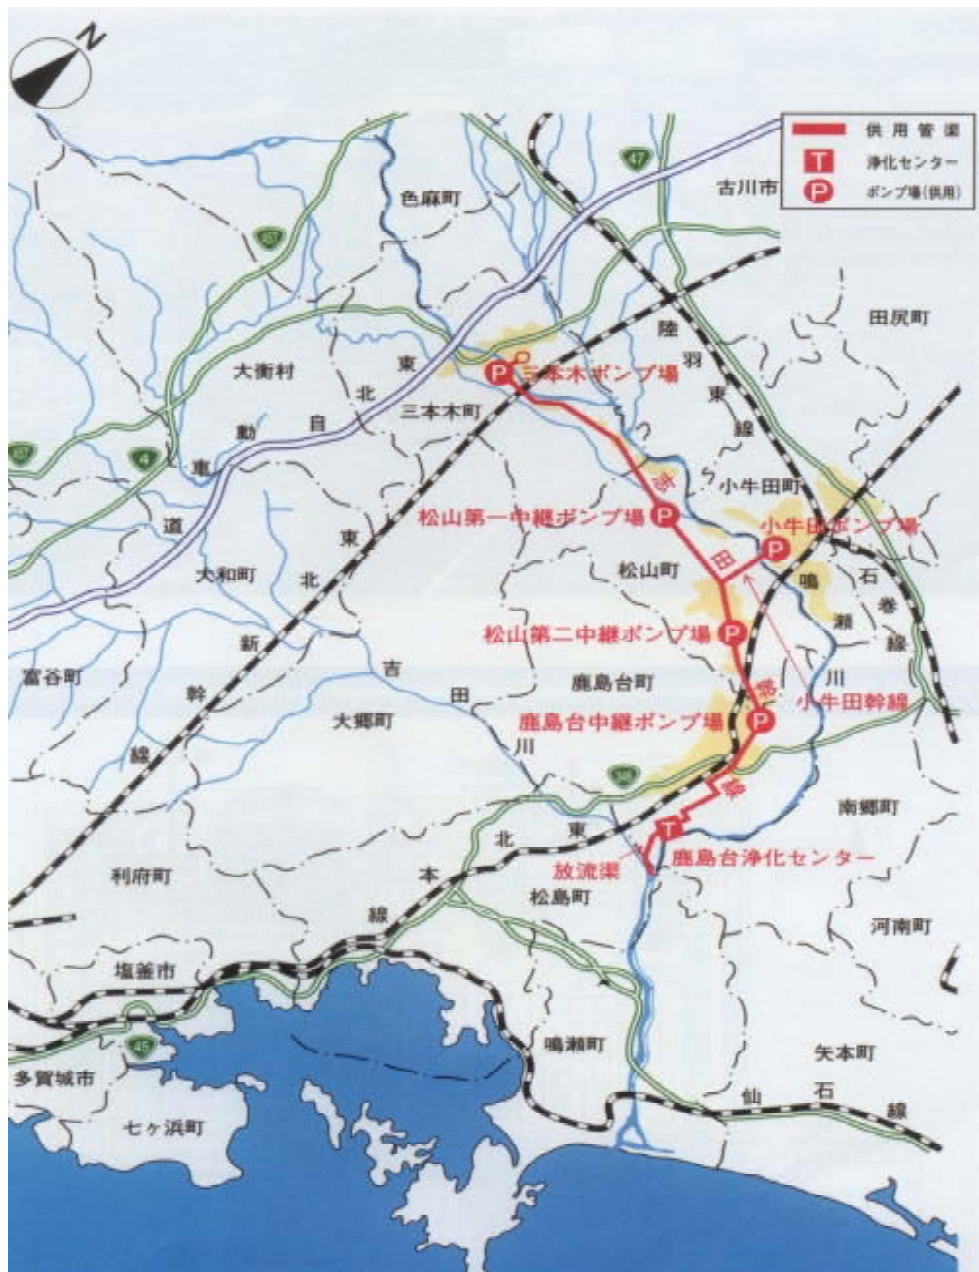 N
供用管渠
T 浄化センター
P ポンプ場(供用)
47
古川市
色麻町
457
田尻町
陸羽東線
大衡村
P 三本木ポンプ場
三本木町
東北自動車道
457
4
志田幹線
小牛田町
松山第一中継ポンプ場 P
小牛田ポンプ場
P
松山町
大和町
東北新幹線
鳴瀬川
石巻線
松山第二中継ポンプ場 P
富谷町
吉田川
鹿島台町
小牛田幹線
大郷町
鹿島台中継ポンプ場 P
346
南郷町
東北本線
T
鹿島台浄化センター
放流渠
利府町
松島町
河南町
塩釜市
45
鳴瀬町
矢本町
多賀城市
仙石線
七ヶ浜町